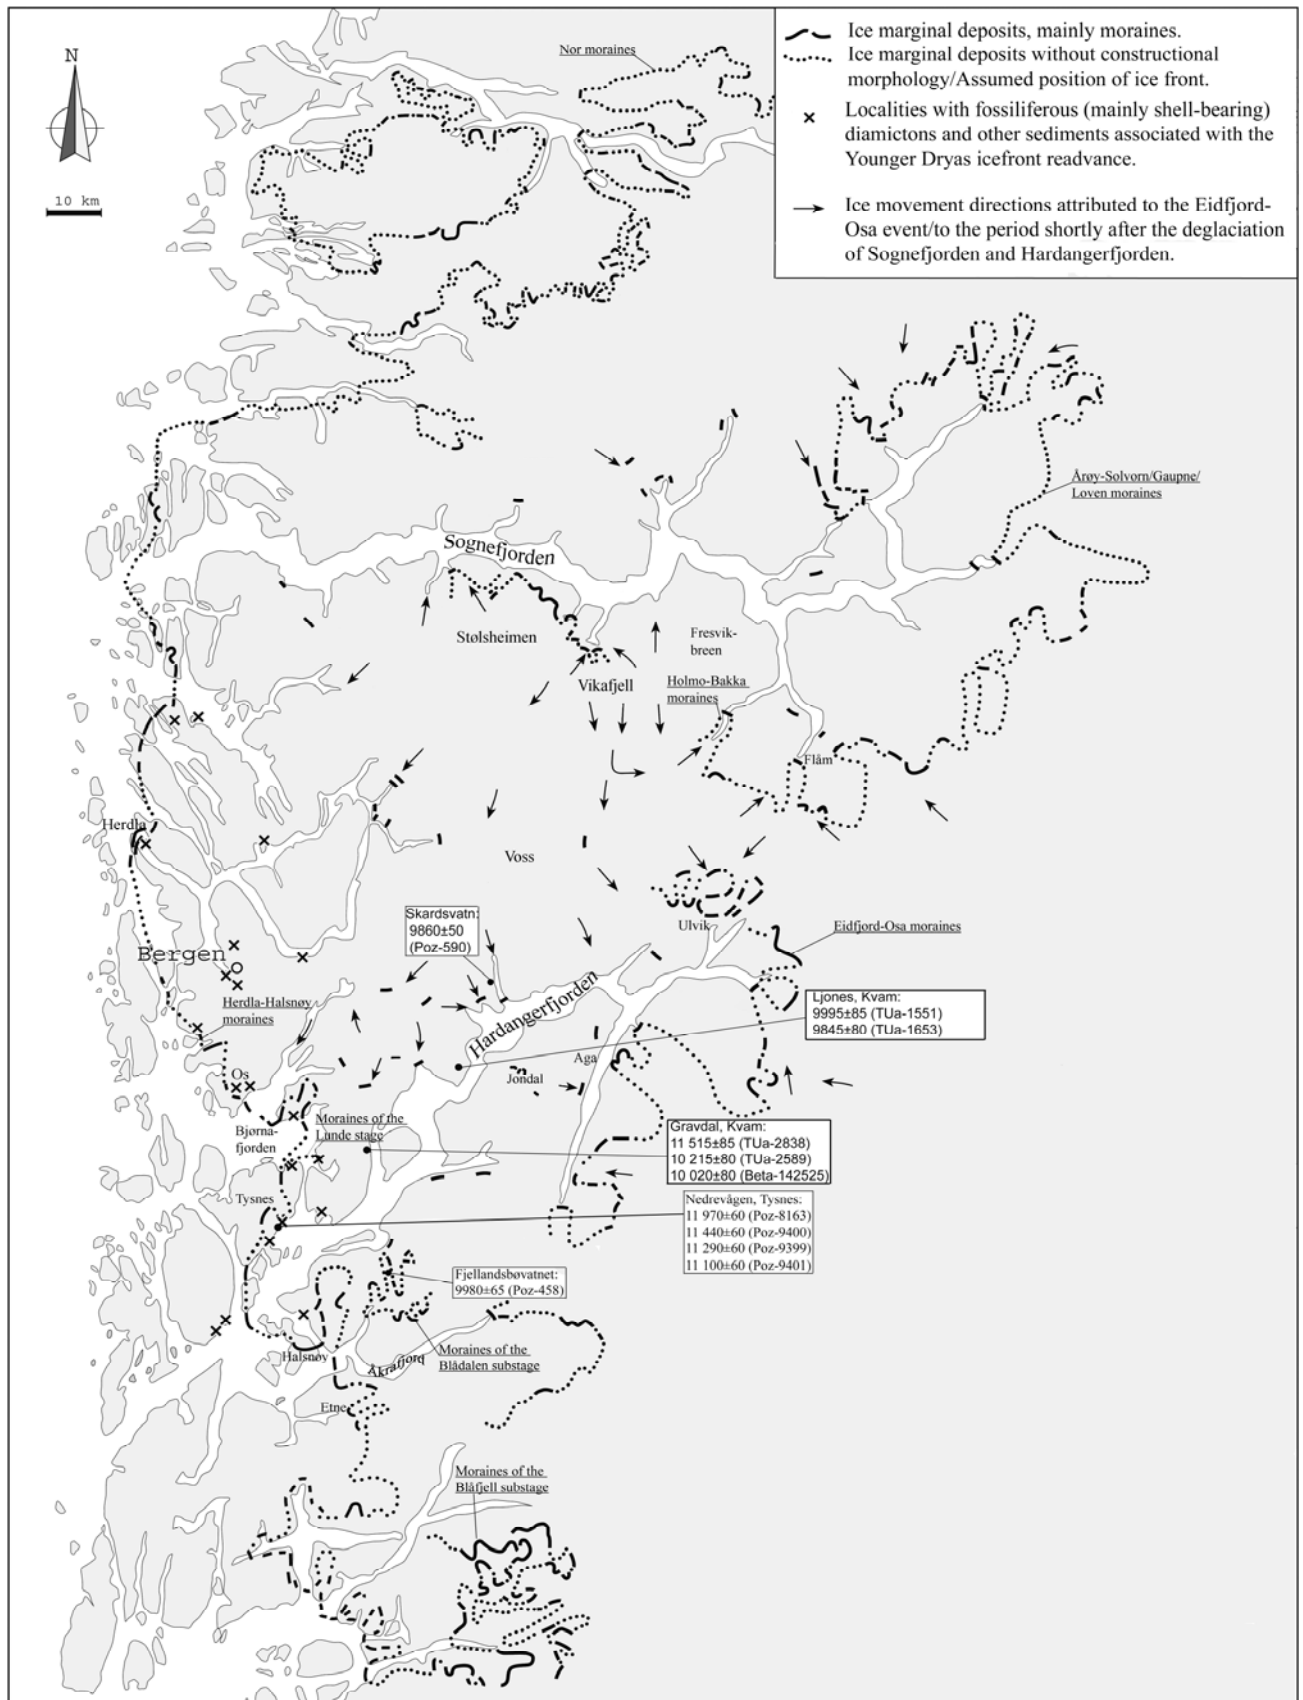 N
10 km
Ice marginal deposits, mainly moraines.
Ice marginal deposits without constructional
morphology/Assumed position of ice front.
Localities with fossiliferous (mainly shell-bearing)
diamictons and other sediments associated with the
Younger Dryas icefront readvance.
Ice movement directions attributed to the Eidfjord-
Osa event/to the period shortly after the deglaciation
of Sognefjorden and Hardangerfjorden.
Nor moraines
Årøy-Solvorn/Gaupne/
Loven moraines
Sognefjorden
Stølsheimen
Fresvik-
breen
Vikafjell
Holmo-Bakka
moraines
Flåm
Herdla
Voss
Skardsvatn:
9860±50
(Poz-590)
Ulvik
Eidfjord-Osa moraines
Bergen
Hardangerfjorden
Ljones, Kvam:
9995±85 (TUa-1551)
9845±80 (TUa-1653)
Herdla-Halsnøy
moraines
Aga
Os
Jondal
Bjørna-
fjorden
Moraines of the
Lunde stage
Gravdal, Kvam:
11 515±85 (TUa-2838)
10 215±80 (TUa-2589)
10 020±80 (Beta-142525)
Tysnes
Nedrevågen, Tysnes:
11 970±60 (Poz-8163)
11 440±60 (Poz-9400)
11 290±60 (Poz-9399)
11 100±60 (Poz-9401)
Fjellandsbøvatnet:
9980±65 (Poz-458)
Halsnøy
Åkrafjord
Moraines of the
Blådalen substage
Etne
Moraines of the
Blåfjell substage